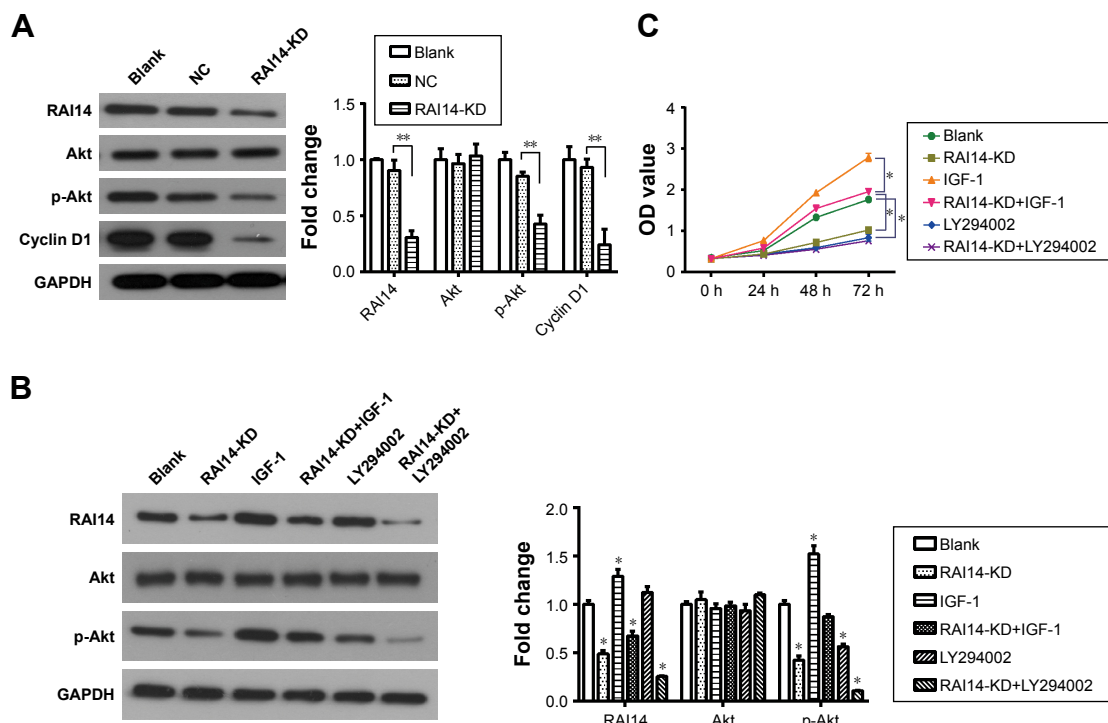 A
Blank
NC
RAI14-KD
RAI14
Akt
p-Akt
Cyclin D1
GAPDH
Blank
NC
RAI14-KD
Fold change
1.5
1.0
0.5
0.0
**
**
**
RAI14
Akt
p-Akt
Cyclin D1
C
OD value
4
3
2
1
0
0 h
24 h
48 h
72 h
*
*
*
Blank
RAI14-KD
IGF-1
RAI14-KD+IGF-1
LY294002
RAI14-KD+LY294002
B
Blank
RAI14-KD
IGF-1
RAI14-KD+IGF-1
LY294002
RAI14-KD+
LY294002
RAI14
Akt
p-Akt
GAPDH
Fold change
2.0
1.5
1.0
0.5
0.0
*
*
*
*
*
*
*
*
RAI14
Akt
p-Akt
Blank
RAI14-KD
IGF-1
RAI14-KD+IGF-1
LY294002
RAI14-KD+LY294002